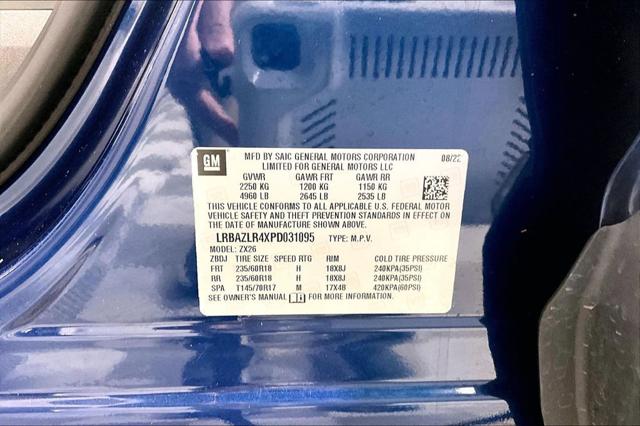 GM
MFD BY SAIC GENERAL MOTORS CORPORATION 08/22
LIMITED FOR GENERAL MOTORS LLC
GVWR GAWR FRT GAWR RR
2250 KG 1200 KG 1150 KG
4960 LB 2645 LB 2535 LB
THIS VEHICLE CONFORMS TO ALL APPLICABLE U.S. FEDERAL MOTOR
VEHICLE SAFETY AND THEFT PREVENTION STANDARDS IN EFFECT ON
THE DATE OF MANUFACTURE SHOWN ABOVE.
LRBAZLR4XPD031095 TYPE: M.P.V.
MODEL: ZX26
ZBDJ TIRE SIZE SPEED RTG RIM COLD TIRE PRESSURE
FRT 235/60R18 H 18X8J 240KPA(35PSI)
RR 235/60R18 H 18X8J 240KPA(35PSI)
SPA T145/70R17 M 17X4B 420KPA(60PSI)
SEE OWNER'S MANUAL FOR MORE INFORMATION.